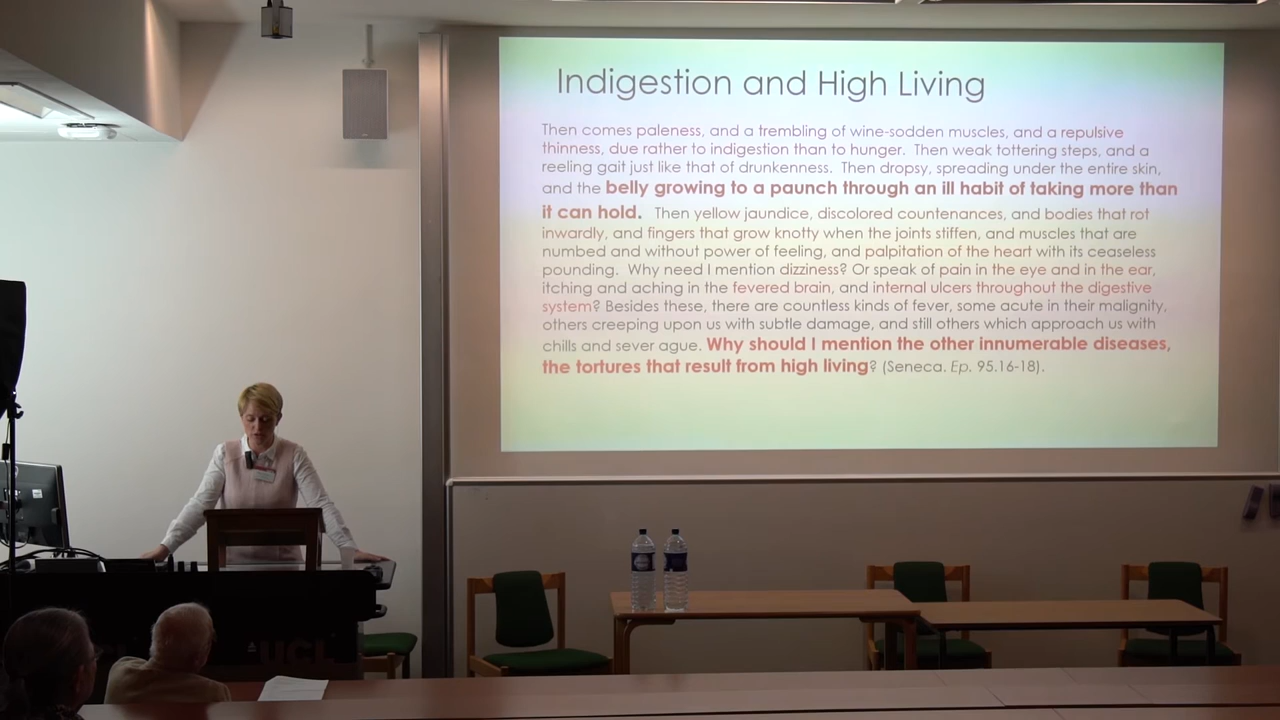 Indigestion and High Living
Then comes paleness, and a trembling of wine-sodden muscles, and a repulsive
thinness, due rather to indigestion than to hunger. Then weak tottering steps, and a
reeling gait just like that of drunkenness. Then dropsy, spreading under the entire skin,
and the belly growing to a paunch through an ill habit of taking more than
it can hold. Then yellow jaundice, discolored countenances, and bodies that rot
inwardly, and fingers that grow knotty when the joints stiffen, and muscles that are
numbed and without power of feeling, and palpitation of the heart with its ceaseless
pounding. Why need I mention dizziness? Or speak of pain in the eye and in the ear,
itching and aching in the fevered brain, and internal ulcers throughout the digestive
system? Besides these, there are countless kinds of fever, some acute in their malignity,
others creeping upon us with subtle damage, and still others which approach us with
chills and sever ague. Why should I mention the other innumerable diseases,
the tortures that result from high living? (Seneca. Ep. 95.16-18).
UCL